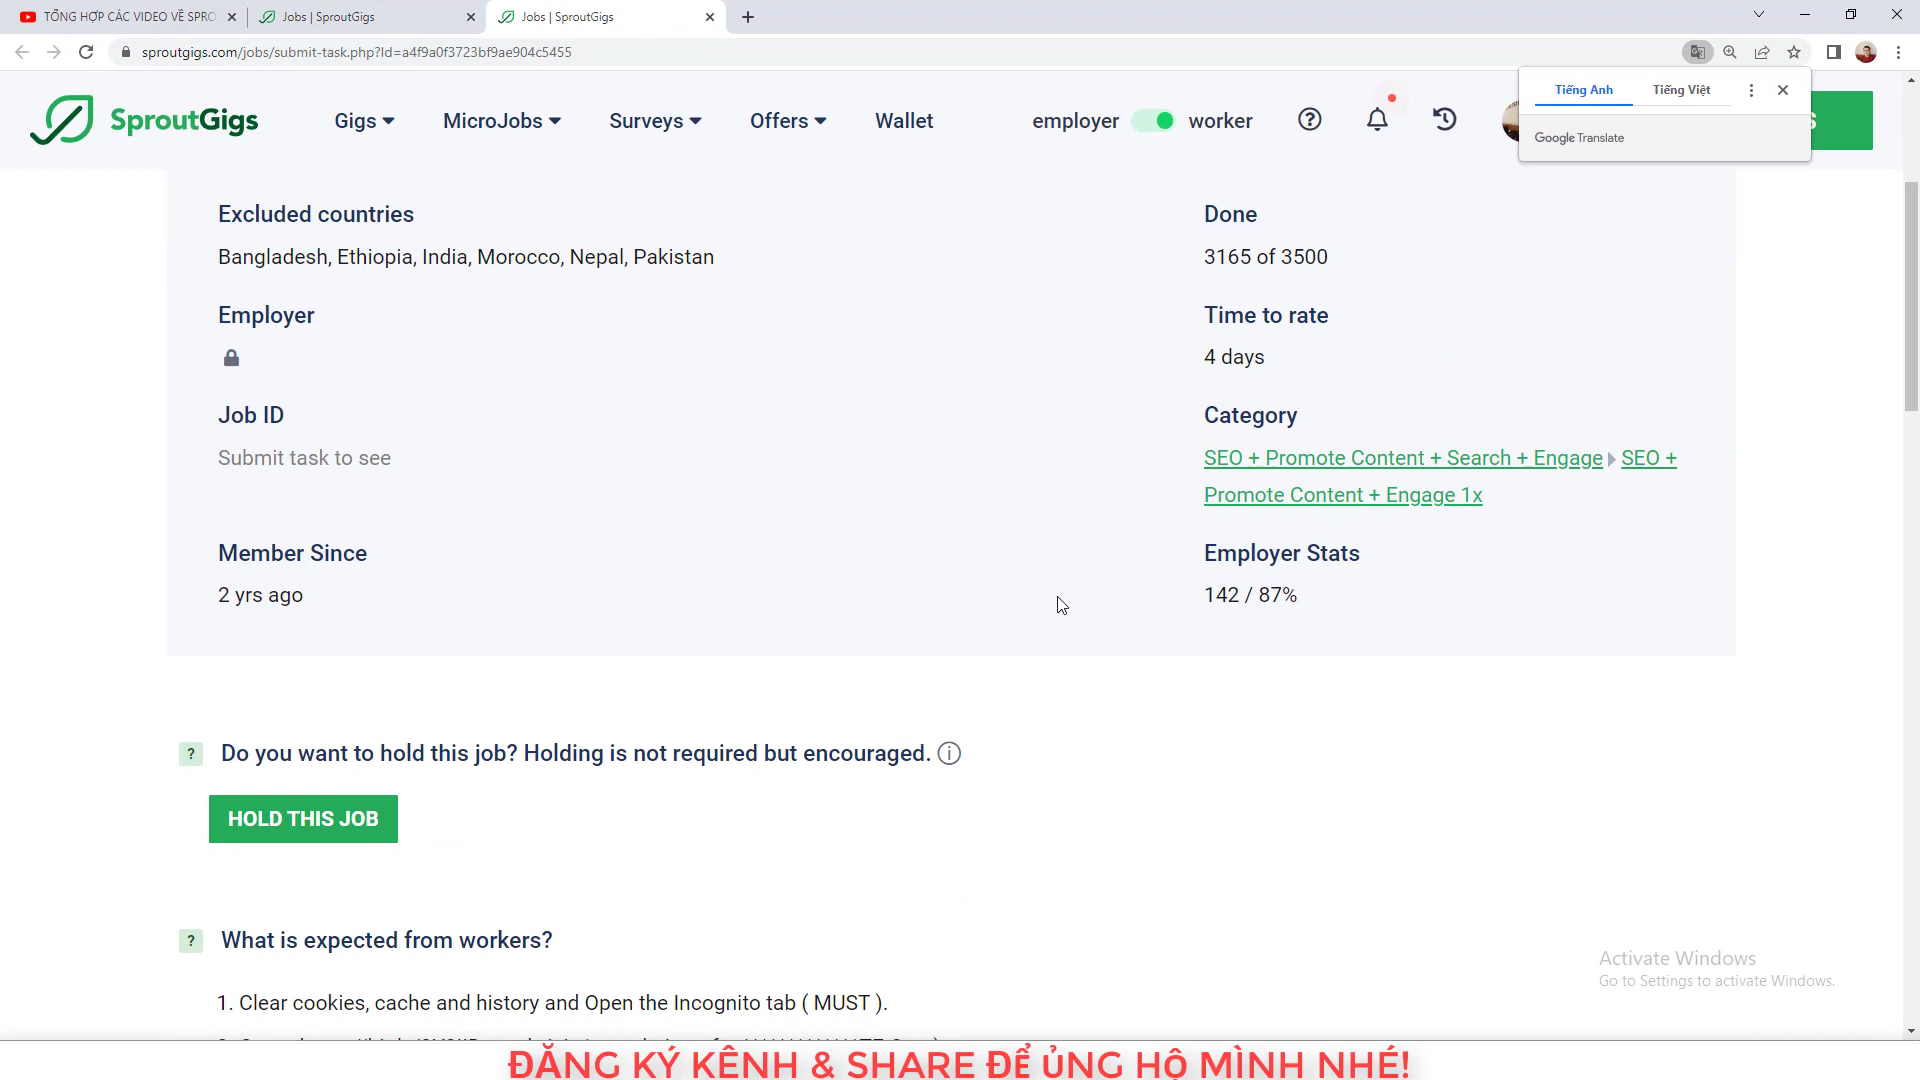 TỔNG HỢP CÁC VIDEO VỀ SPRO
Jobs | SproutGigs
Jobs | SproutGigs
sproutgigs.com/jobs/submit-task.php?Id=a4f9a0f3723bf9ae904c5455
Tiếng Anh
Tiếng Việt
Google Translate
SproutGigs
Gigs
MicroJobs
Surveys
Offers
Wallet
employer
worker
Excluded countries
Bangladesh, Ethiopia, India, Morocco, Nepal, Pakistan
Done
3165 of 3500
Employer
Time to rate
4 days
Job ID
Submit task to see
Category
SEO + Promote Content + Search + Engage SEO +
Promote Content + Engage 1x
Member Since
2 yrs ago
Employer Stats
142 / 87%
? Do you want to hold this job? Holding is not required but encouraged.
HOLD THIS JOB
? What is expected from workers?
1. Clear cookies, cache and history and Open the Incognito tab ( MUST ).
Activate Windows
Go to Settings to activate Windows.
ĐĂNG KÝ KÊNH & SHARE ĐỂ ỦNG HỘ MÌNH NHÉ!